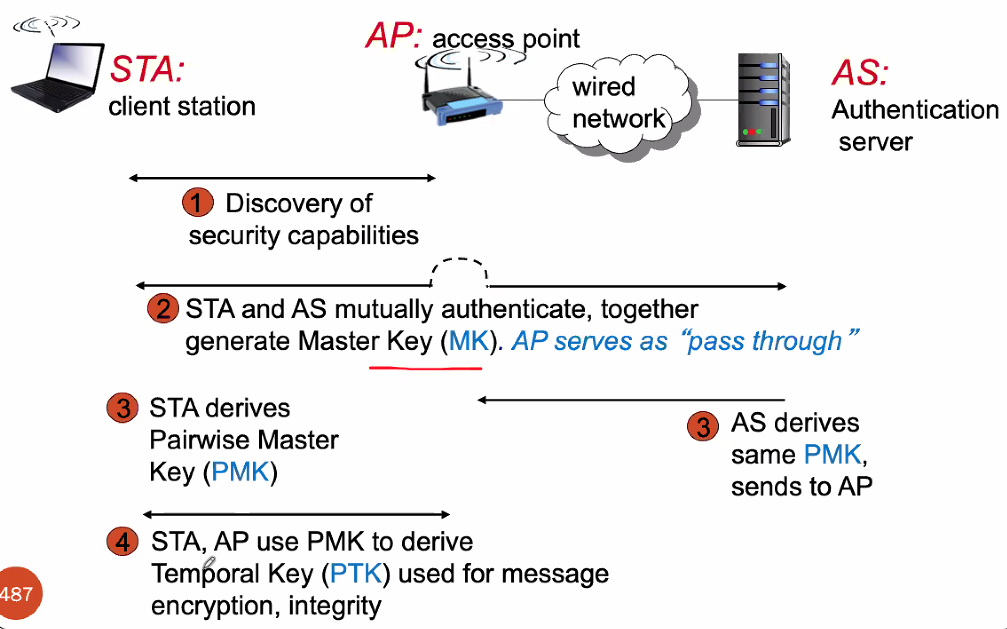 STA:
client station
AP: access point
wired
network
AS:
Authentication
server
1 Discovery of
security capabilities
2 STA and AS mutually authenticate, together
generate Master Key (MK). AP serves as “pass through”
3 STA derives
Pairwise Master
Key (PMK)
3 AS derives
same PMK,
sends to AP
4 STA, AP use PMK to derive
Temporal Key (PTK) used for message
encryption, integrity
487